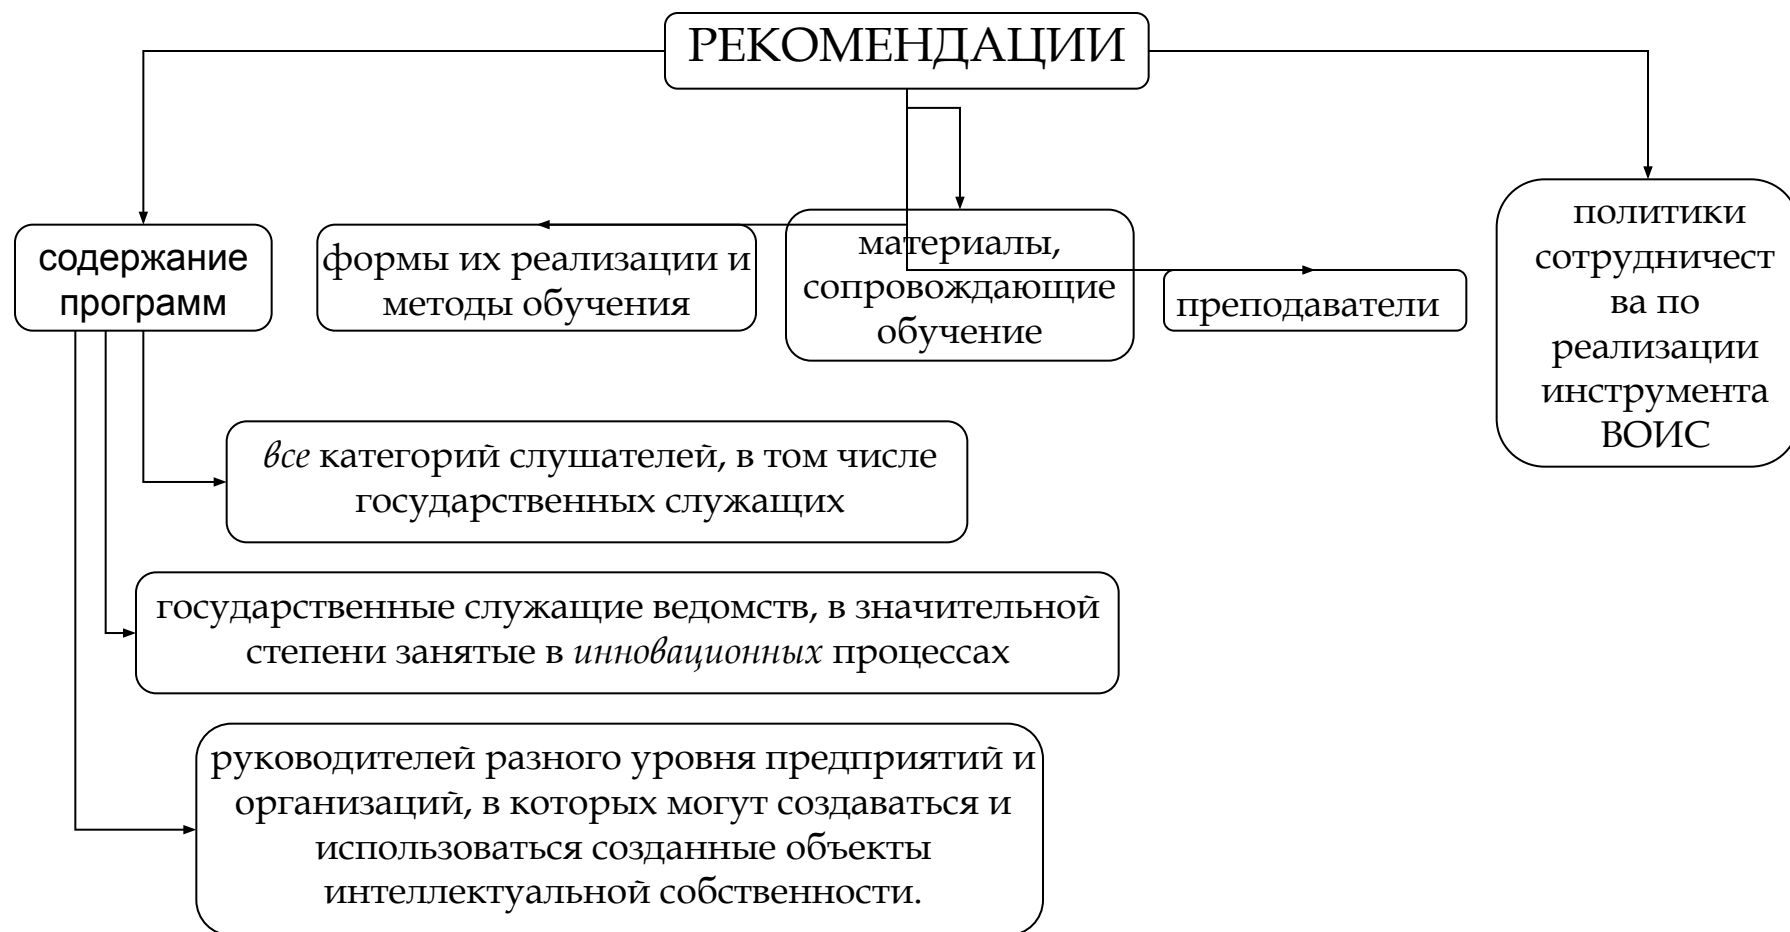 РЕКОМЕНДАЦИИ
содержание
программ
формы их реализации и
методы обучения
материалы,
сопровождающие
обучение
преподаватели
политики
сотрудничест
ва по
реализации
инструмента
ВОИС
все категорий слушателей, в том числе
государственных служащих
государственные служащие ведомств, в значительной
степени занятые в инновационных процессах
руководителей разного уровня предприятий и
организаций, в которых могут создаваться и
использоваться созданные объекты
интеллектуальной собственности.